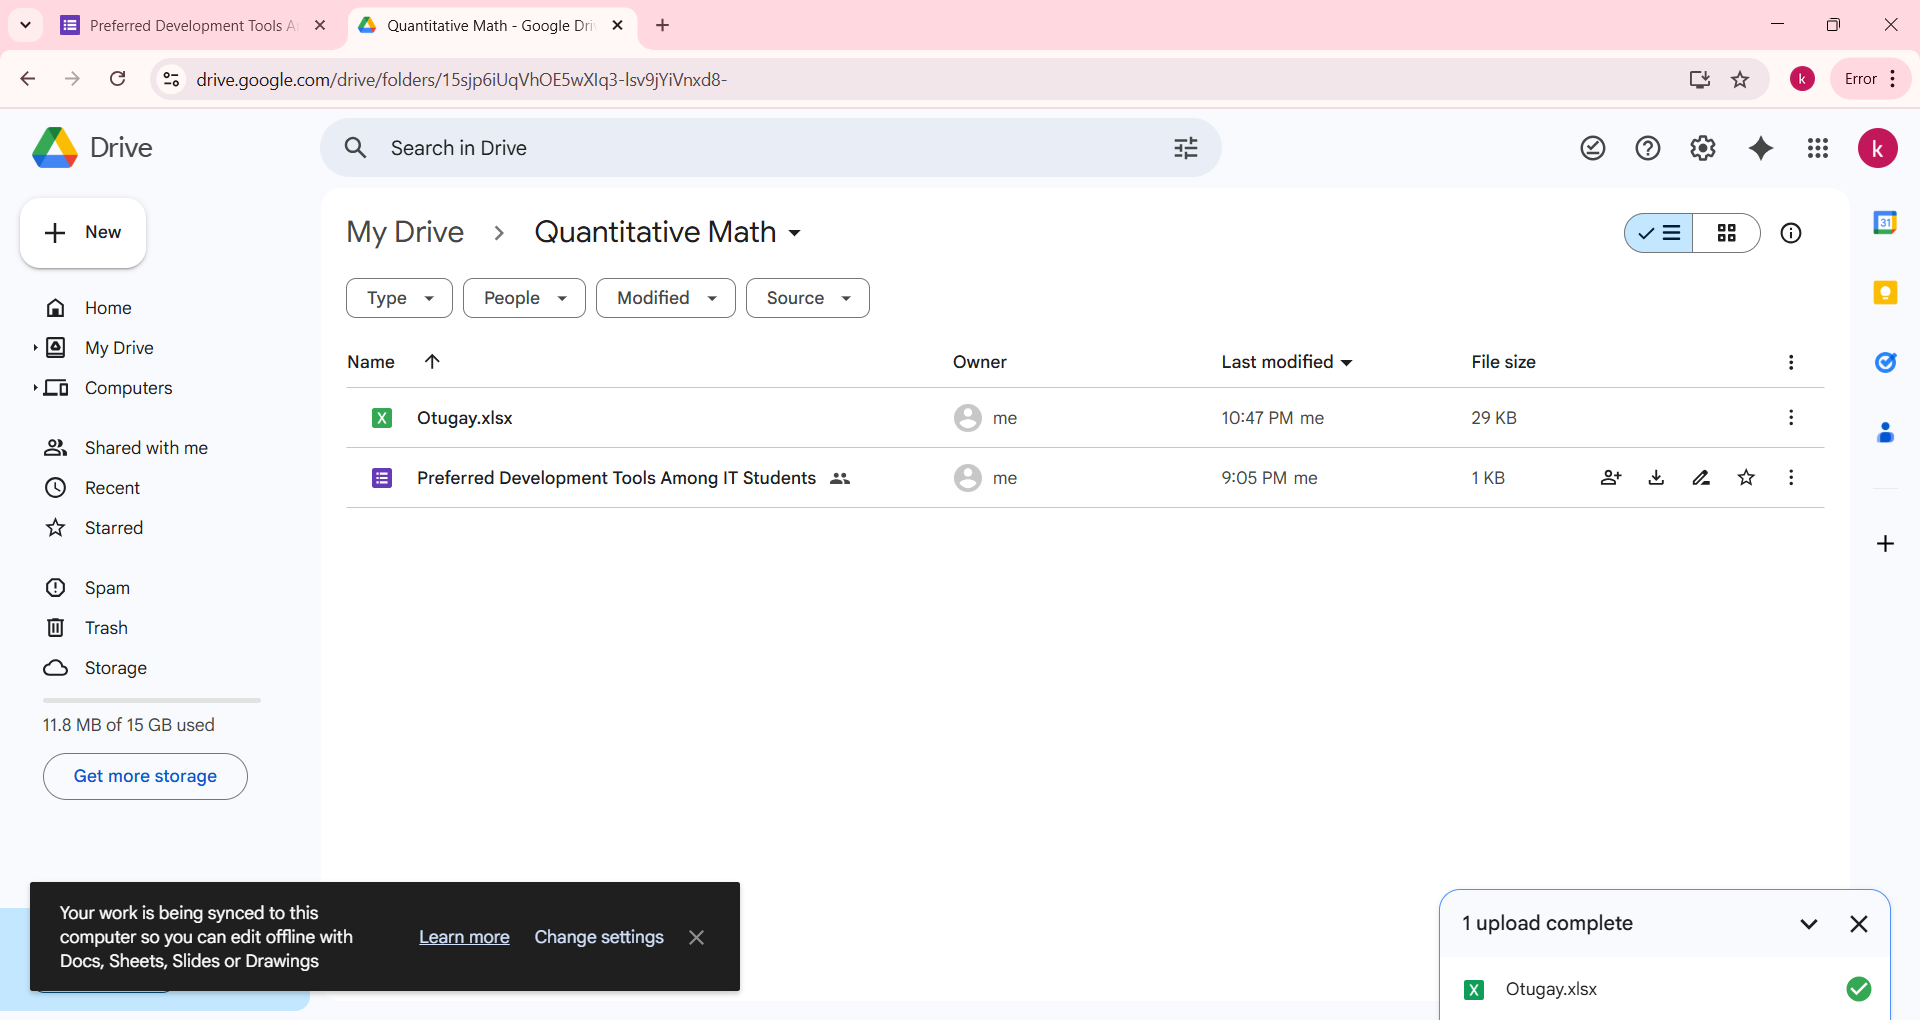 Preferred Development Tools A
Quantitative Math - Google Dri
drive.google.com/drive/folders/15sjp6iUqVhOE5wXIq3-lsv9jYiVnxd8-
k
Error
Drive
Search in Drive
k
New
Home
My Drive
Computers
Shared with me
Recent
Starred
Spam
Trash
Storage
11.8 MB of 15 GB used
Get more storage
My Drive
Quantitative Math
Type
People
Modified
Source
Name
Owner
Last modified
File size
Otugay.xlsx
me
10:47 PM me
29 KB
Preferred Development Tools Among IT Students
me
9:05 PM me
1 KB
31
Your work is being synced to this
computer so you can edit offline with
Docs, Sheets, Slides or Drawings
Learn more
Change settings
1 upload complete
Otugay.xlsx